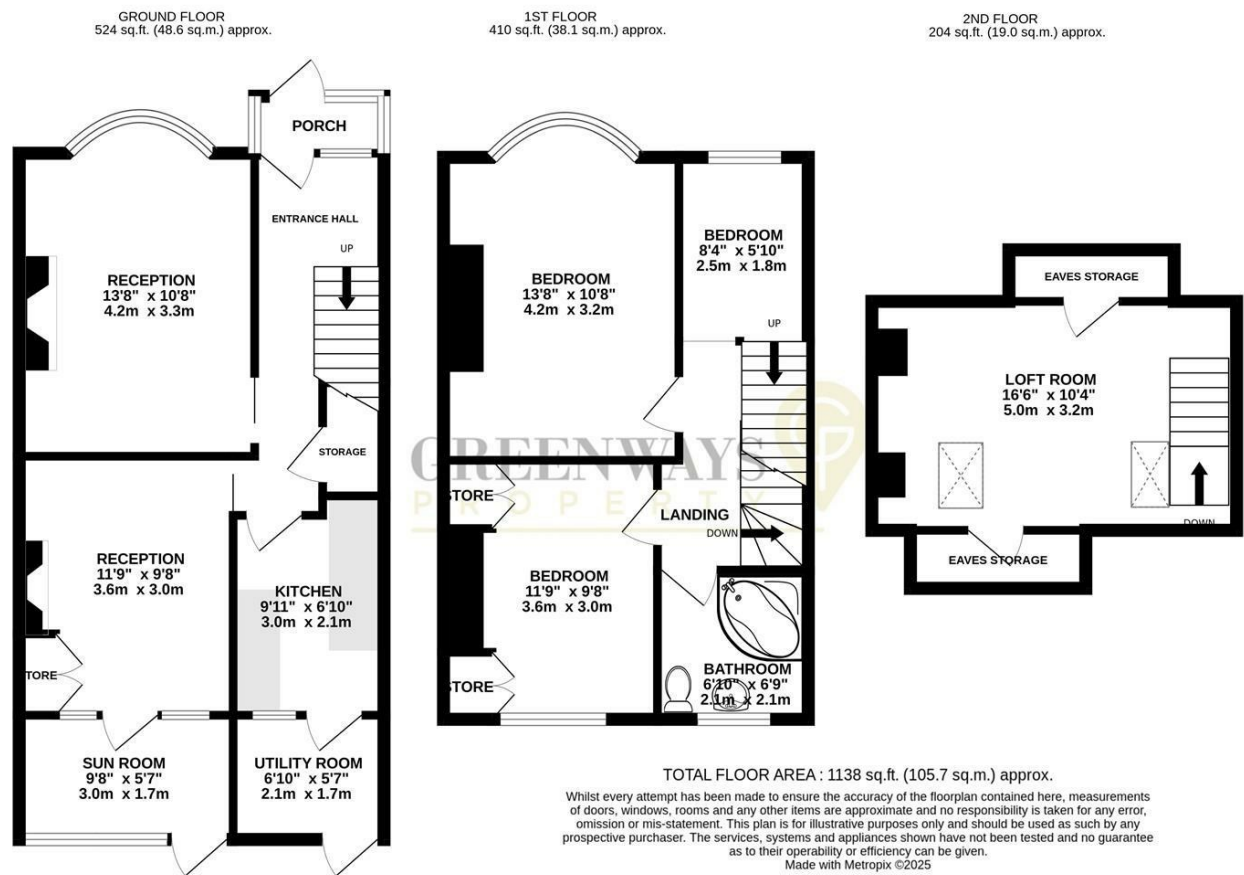 GROUND FLOOR
524 sq.ft. (48.6 sq.m.) approx.
PORCH
ENTRANCE HALL
UP
RECEPTION
13'8" x 10'8"
4.2m x 3.3m
STORAGE
RECEPTION
11'9" x 9'8"
3.6m x 3.0m
KITCHEN
9'11" x 6'10"
3.0m x 2.1m
TORE
SUN ROOM
9'8" x 5'7"
3.0m x 1.7m
UTILITY ROOM
6'10" x 5'7"
2.1m x 1.7m
1ST FLOOR
410 sq.ft. (38.1 sq.m.) approx.
BEDROOM
8'4" x 5'10"
2.5m x 1.8m
BEDROOM
13'8" x 10'8"
4.2m x 3.2m
UP
GREENWAYS
PROPERTY
STORE
LANDING
DOWN
BEDROOM
11'9" x 9'8"
3.6m x 3.0m
STORE
BATHROOM
6'10" x 6'9"
2.1m x 2.1m
2ND FLOOR
204 sq.ft. (19.0 sq.m.) approx.
EAVES STORAGE
LOFT ROOM
16'6" x 10'4"
5.0m x 3.2m
DOWN
EAVES STORAGE
TOTAL FLOOR AREA : 1138 sq.ft. (105.7 sq.m.) approx.
Whilst every attempt has been made to ensure the accuracy of the floorplan contained here, measurements
of doors, windows, rooms and any other items are approximate and no responsibility is taken for any error,
omission or mis-statement. This plan is for illustrative purposes only and should be used as such by any
prospective purchaser. The services, systems and appliances shown have not been tested and no guarantee
as to their operability or efficiency can be given.
Made with Metropix ©2025